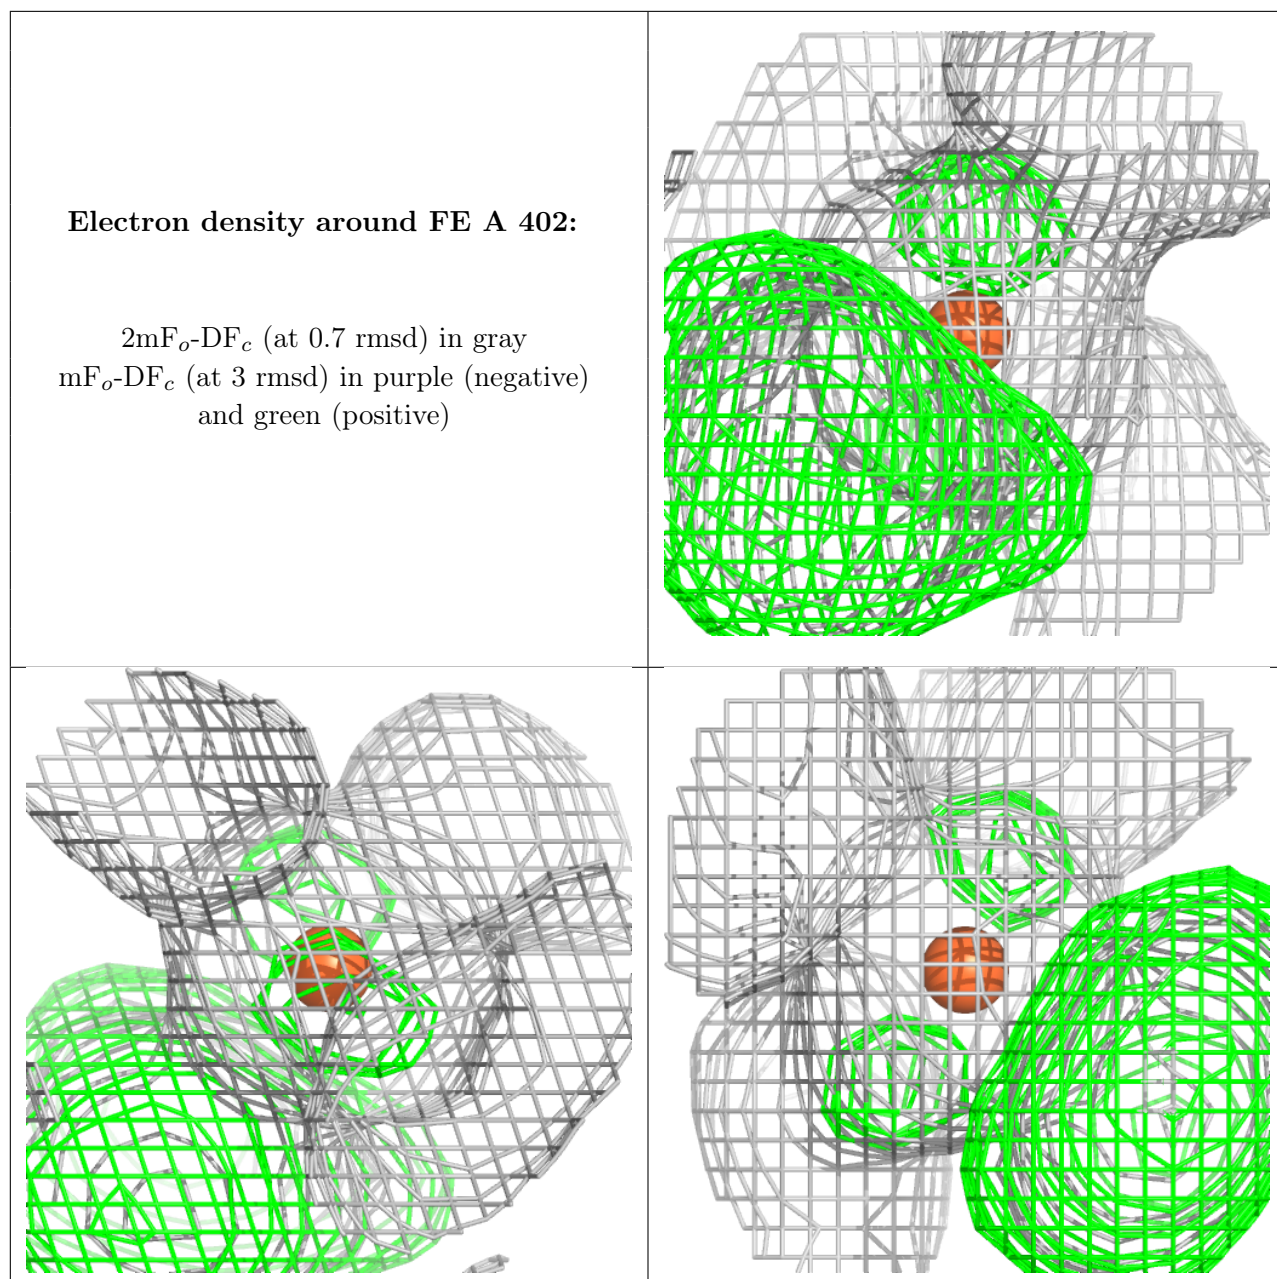 Electron density around FE A 402:
2mFo-DFc (at 0.7 rmsd) in gray
mFo-DFc (at 3 rmsd) in purple (negative)
and green (positive)